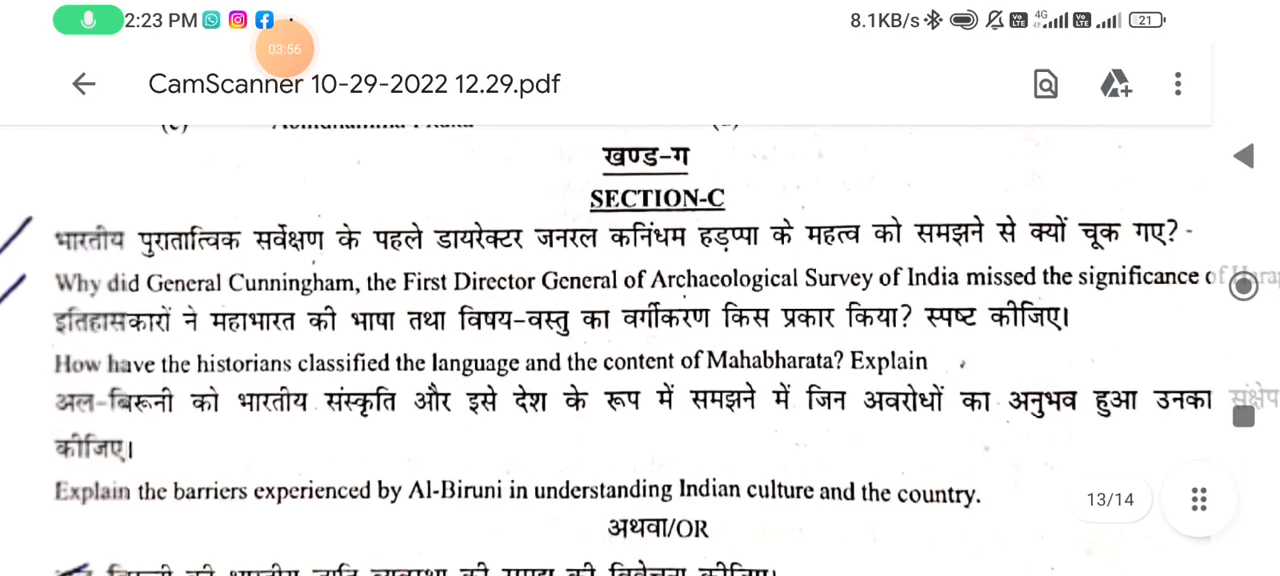 2:23 PM
8.1KB/s 4G 21
03:56
CamScanner 10-29-2022 12.29.pdf
खण्ड-ग
SECTION-C
भारतीय पुरातात्विक सर्वेक्षण के पहले डायरेक्टर जनरल कनिंघम हड़प्पा के महत्व को समझने से क्यों चूक गए? -
Why did General Cunningham, the First Director General of Archaeological Survey of India missed the significance of
इतिहासकारों ने महाभारत की भाषा तथा विषय-वस्तु का वर्गीकरण किस प्रकार किया? स्पष्ट कीजिए।
How have the historians classified the language and the content of Mahabharata? Explain
अल-बिरूनी को भारतीय संस्कृति और इसे देश के रूप में समझने में जिन अवरोधों का अनुभव हुआ उनका संक्षेप
कीजिए।
Explain the barriers experienced by Al-Biruni in understanding Indian culture and the country.
13/14
अथवा/OR